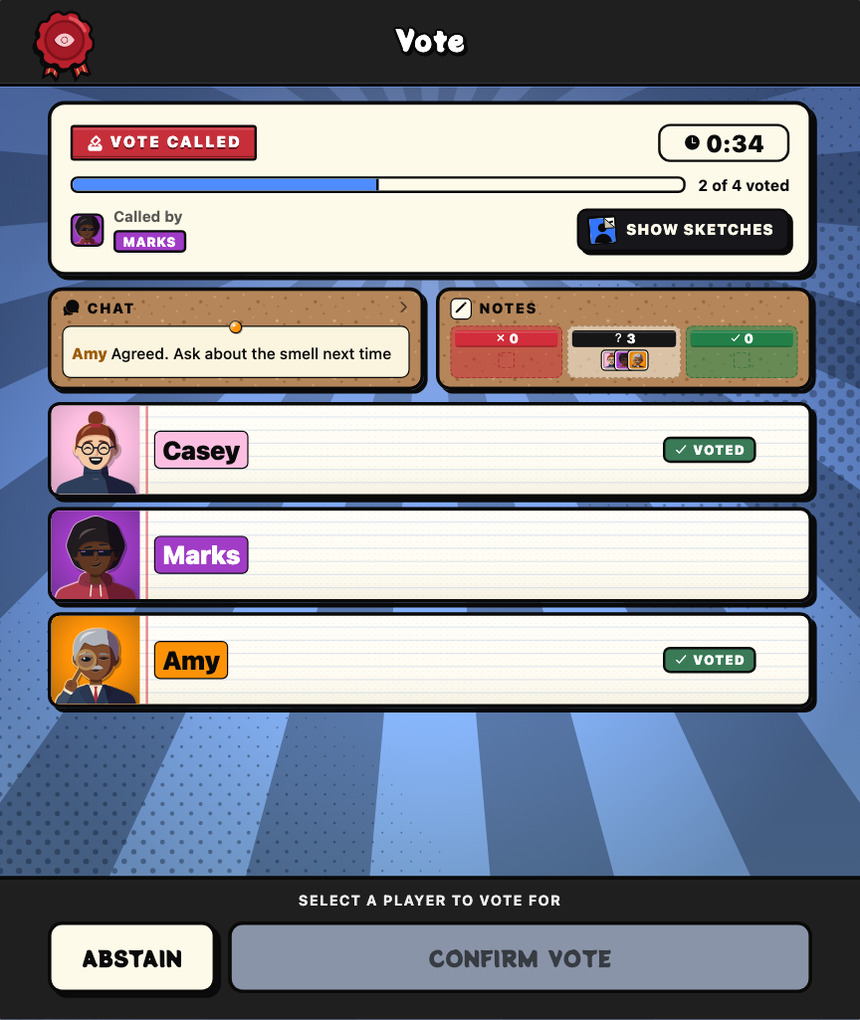 Vote
VOTE CALLED
0:34
2 of 4 voted
Called by
MARKS
SHOW SKETCHES
CHAT
Amy Agreed. Ask about the smell next time
NOTES
× 0
? 3
✓ 0
Casey
✓ VOTED
Marks
Amy
✓ VOTED
SELECT A PLAYER TO VOTE FOR
ABSTAIN
CONFIRM VOTE